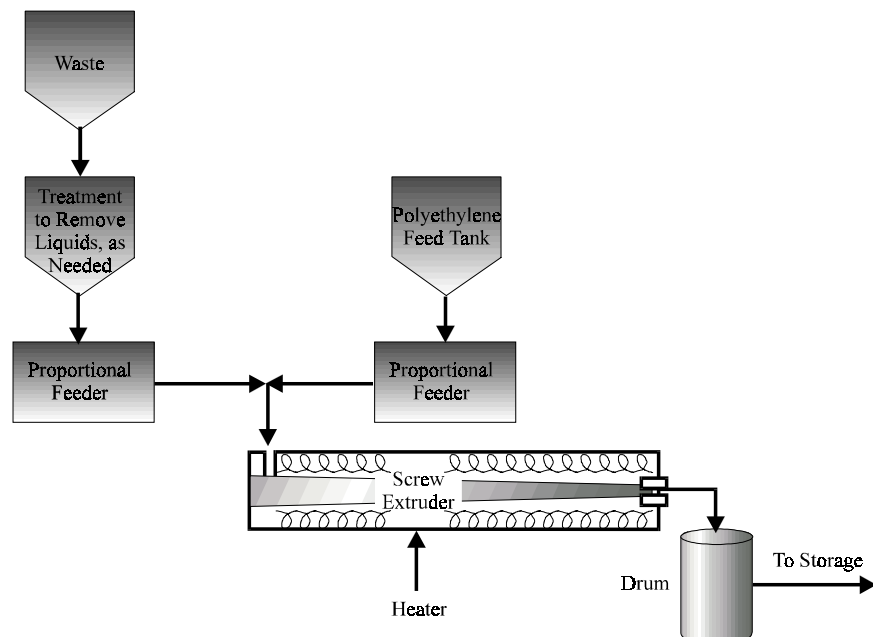 Waste
Treatment
to Remove
Liquids, as
Needed
Polyethylene
Feed Tank
Proportional
Feeder
Proportional
Feeder
Screw
Extruder
Heater
Drum
To Storage